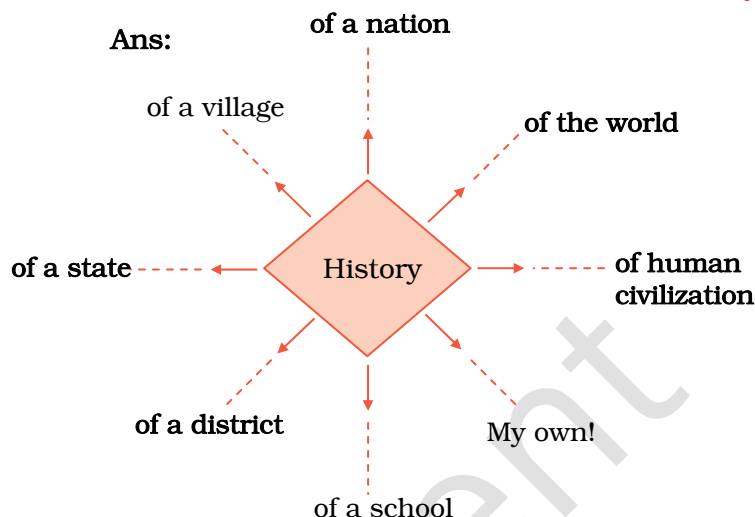 of a nation
Ans:
of a village
of the world
of a state
History
of human
civilization
of a district
My own!
of a school